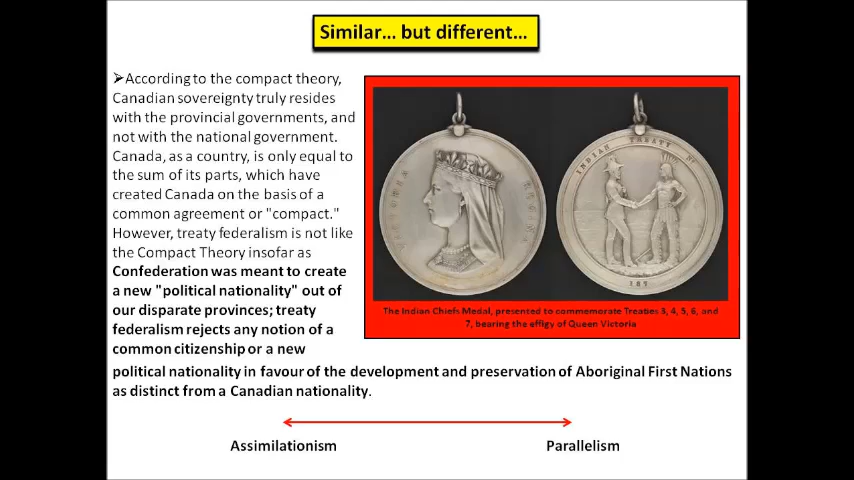 Similar... but different...
➢According to the compact theory,
Canadian sovereignty truly resides
with the provincial governments, and
not with the national government.
Canada, as a country, is only equal to
the sum of its parts, which have
created Canada on the basis of a
common agreement or "compact."
However, treaty federalism is not like
the Compact Theory insofar as
Confederation was meant to create
a new "political nationality" out of
our disparate provinces; treaty
federalism rejects any notion of a
common citizenship or a new
political nationality in favour of the development and preservation of Aboriginal First Nations
as distinct from a Canadian nationality.
VICTORIA REGINA
INDIAN TREATY No
187
The Indian Chiefs Medal, presented to commemorate Treaties 3, 4, 5, 6, and
7, bearing the effigy of Queen Victoria
Assimilationism
Parallelism